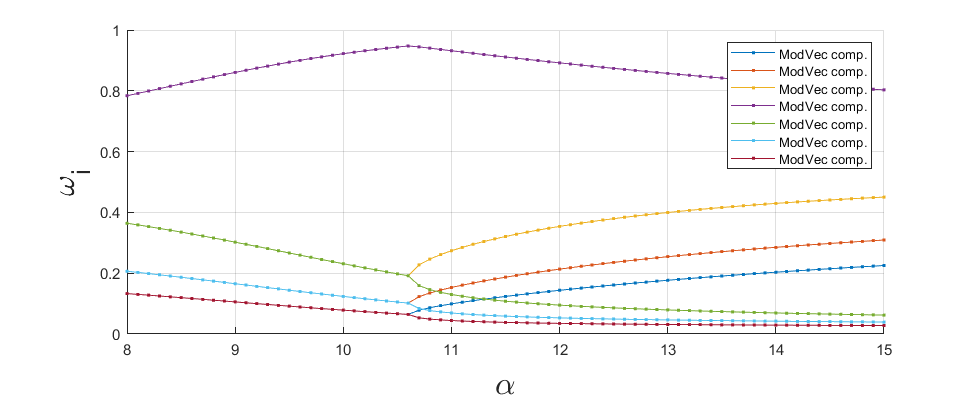 1
0.8
0.6
0.4
0.2
0
8
9
10
11
12
13
14
15
ω_i
α
ModVec comp.
ModVec comp.
ModVec comp.
ModVec comp.
ModVec comp.
ModVec comp.
ModVec comp.